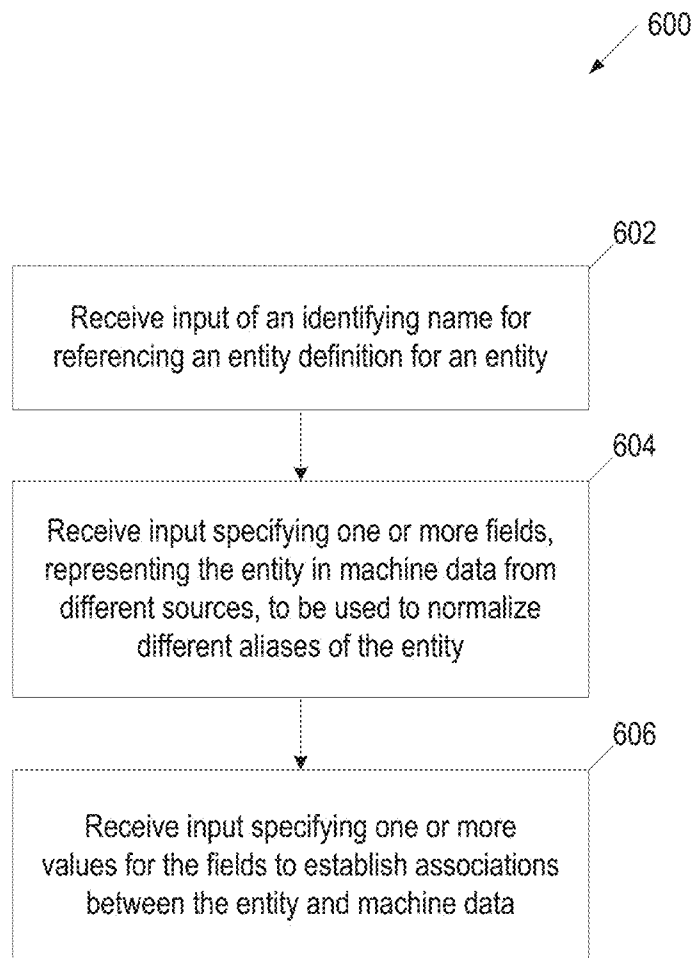 600
602
Receive input of an identifying name for
referencing an entity definition for an entity
604
Receive input specifying one or more fields,
representing the entity in machine data from
different sources, to be used to normalize
different aliases of the entity
606
Receive input specifying one or more
values for the fields to establish associations
between the entity and machine data